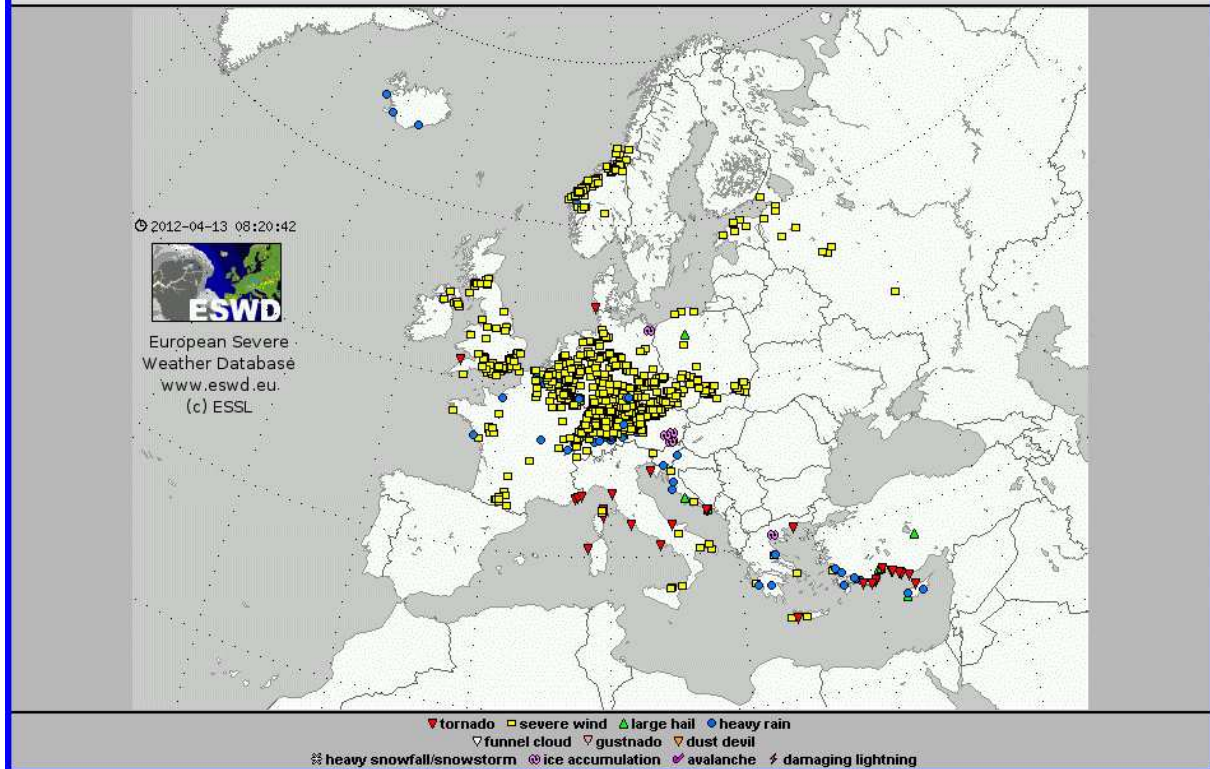 2012-04-13 08:20:42
ESWD
European Severe
Weather Database
www.eswd.eu
(c) ESSL
tornado severe wind large hail heavy rain
funnel cloud gustnado dust devil
heavy snowfall/snowstorm ice accumulation avalanche damaging lightning